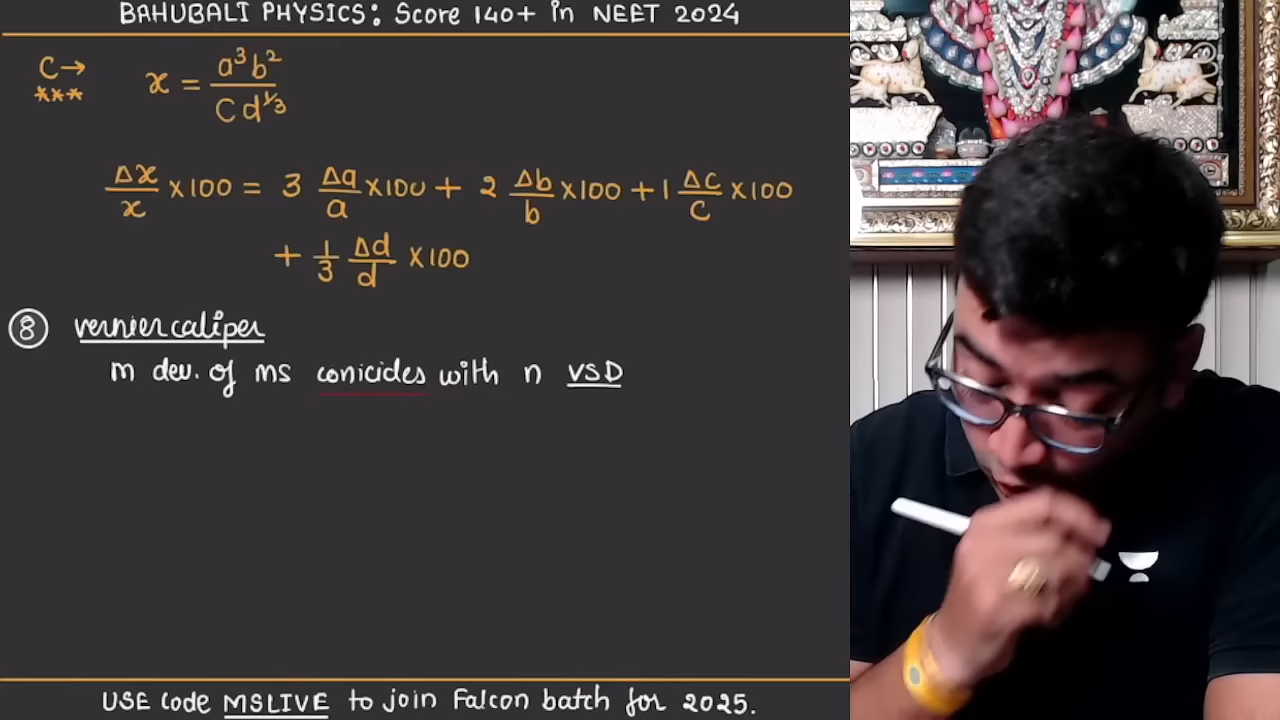 BAHUBALI PHYSICS: Score 140+ in NEET 2024
C→ x = a³b² / C d^⅓
***
Δx/x ×100 = 3 Δa/a ×100 + 2 Δb/b ×100 + 1 Δc/c ×100
+ 1/3 Δd/d ×100
⑧ vernier caliper
m dev. of ms conicides with n VSD
USE Code MSLIVE to join Falcon batch for 2025.